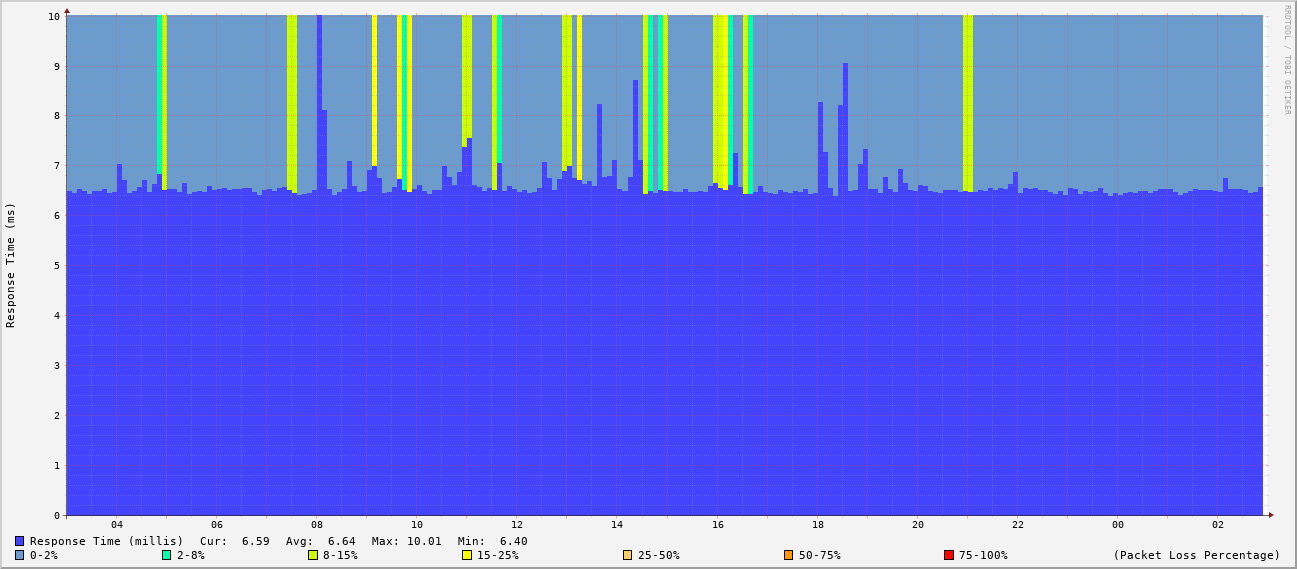 RRDTOOL / TOBI OETIKER
Response Time (ms)
10
9
8
7
6
5
4
3
2
1
0
04 06 08 10 12 14 16 18 20 22 00 02
Response Time (millis) Cur: 6.59 Avg: 6.64 Max: 10.01 Min: 6.40
0-2% 2-8% 8-15% 15-25% 25-50% 50-75% 75-100% (Packet Loss Percentage)